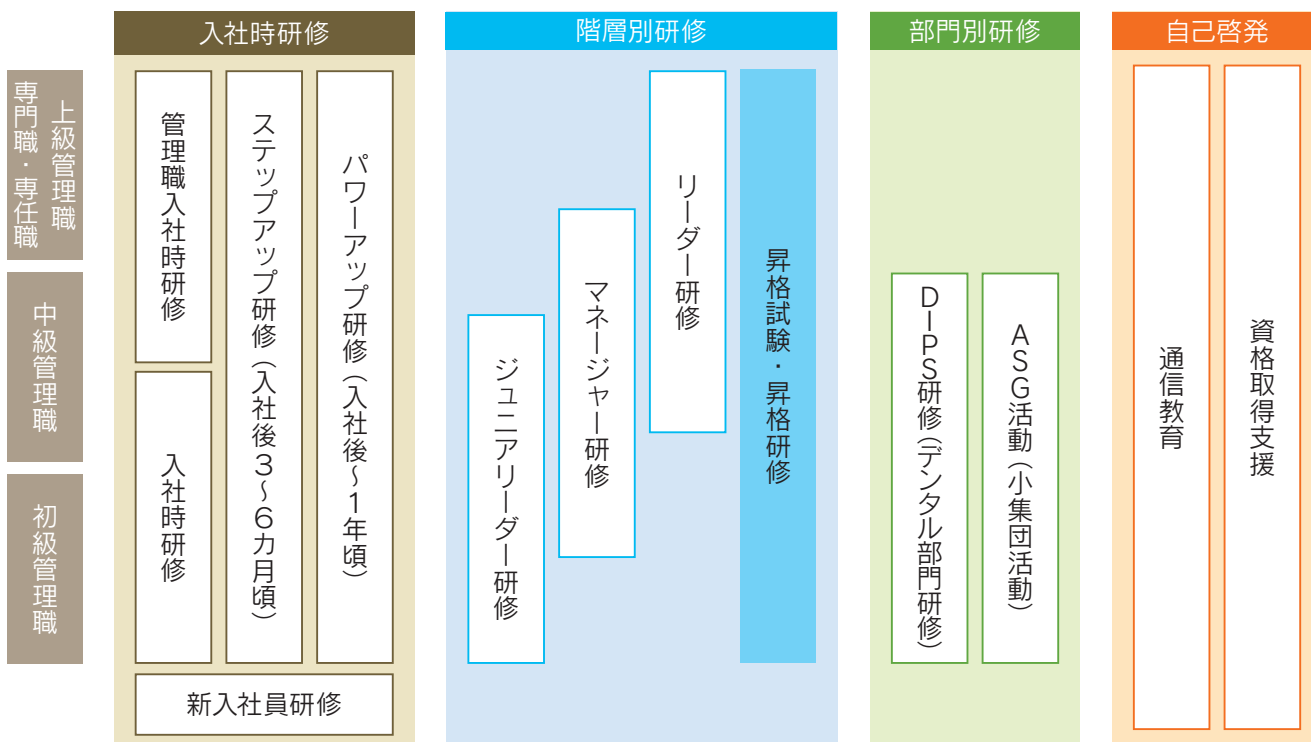 入社時研修
階層別研修
部門別研修
自己啓発
上級管理職
専門職・専任職
中級管理職
初級管理職
管理職入社時研修
入社時研修
ステップアップ研修（入社後3～6カ月頃）
パワーアップ研修（入社後～1年頃）
新入社員研修
ジュニアリーダー研修
マネージャー研修
リーダー研修
昇格試験・昇格研修
DIPS研修（デンタル部門研修）
ASG活動（小集団活動）
通信教育
資格取得支援